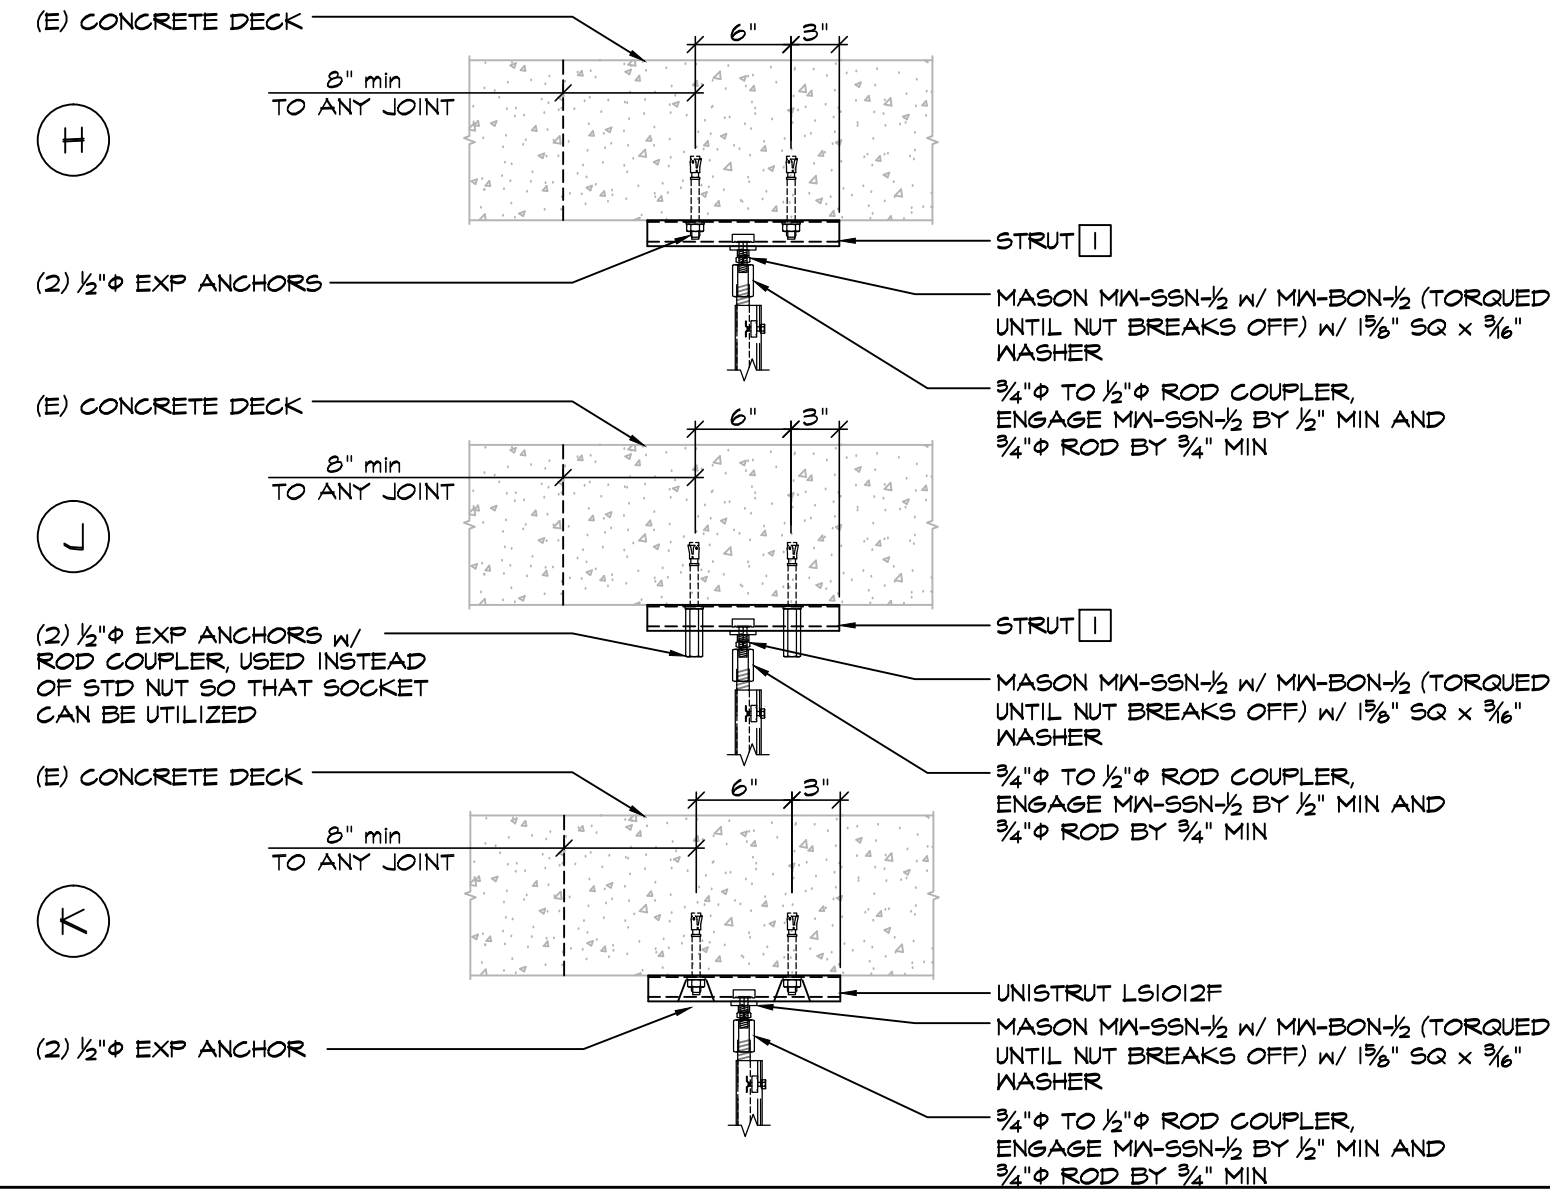 (E) CONCRETE DECK
6" 3"
8" min
TO ANY JOINT
H
STRUT 1
(2) ½"Φ EXP ANCHORS
MASON MW-SSN-½ w/ MW-BON-½ (TORQUED
UNTIL NUT BREAKS OFF) w/ 1⅝" SQ x 3⁄16"
WASHER
¾"Φ TO ½"Φ ROD COUPLER,
ENGAGE MW-SSN-½ BY ½" MIN AND
¾"Φ ROD BY ¾" MIN
(E) CONCRETE DECK
6" 3"
8" min
TO ANY JOINT
J
(2) ½"Φ EXP ANCHORS w/
ROD COUPLER, USED INSTEAD
OF STD NUT SO THAT SOCKET
CAN BE UTILIZED
STRUT 1
MASON MW-SSN-½ w/ MW-BON-½ (TORQUED
UNTIL NUT BREAKS OFF) w/ 1⅝" SQ x 3⁄16"
WASHER
¾"Φ TO ½"Φ ROD COUPLER,
ENGAGE MW-SSN-½ BY ½" MIN AND
¾"Φ ROD BY ¾" MIN
(E) CONCRETE DECK
6" 3"
8" min
TO ANY JOINT
K
UNISTRUT LS1012F
(2) ½"Φ EXP ANCHOR
MASON MW-SSN-½ w/ MW-BON-½ (TORQUED
UNTIL NUT BREAKS OFF) w/ 1⅝" SQ x 3⁄16"
WASHER
¾"Φ TO ½"Φ ROD COUPLER,
ENGAGE MW-SSN-½ BY ½" MIN AND
¾"Φ ROD BY ¾" MIN